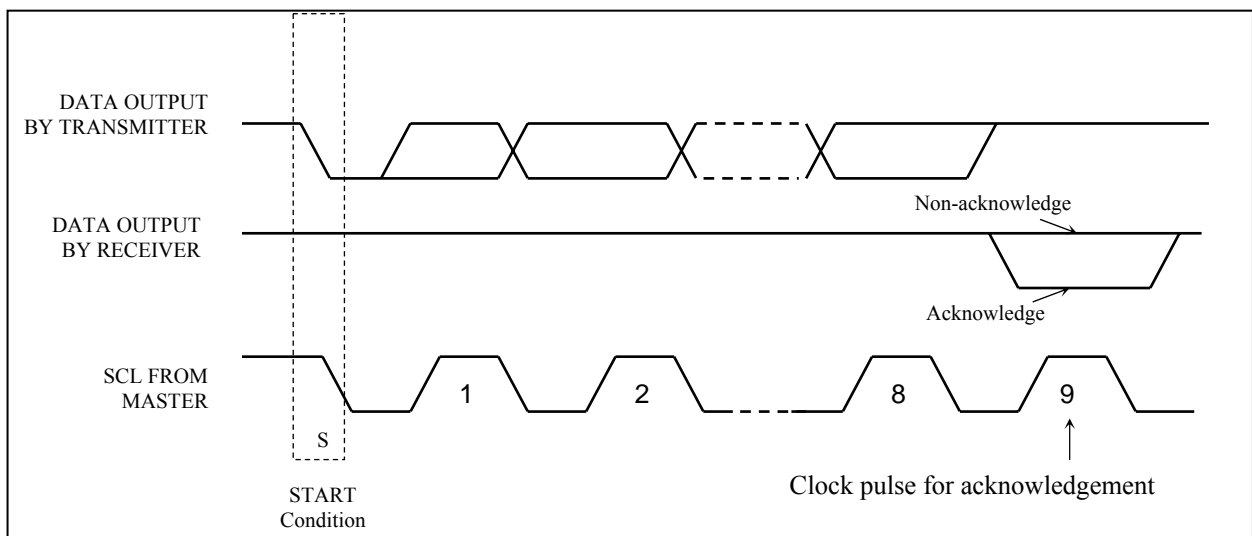 DATA OUTPUT
BY TRANSMITTER
Non-acknowledge
DATA OUTPUT
BY RECEIVER
Acknowledge
SCL FROM
MASTER
1
2
8
9
S
START
Condition
Clock pulse for acknowledgement